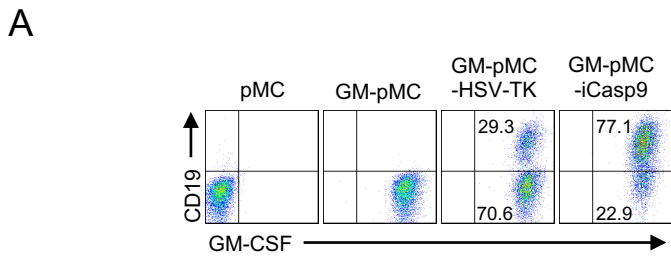 A
pMC
GM-pMC
GM-pMC
-HSV-TK
GM-pMC
-iCasp9
29.3
77.1
70.6
22.9
CD19
GM-CSF